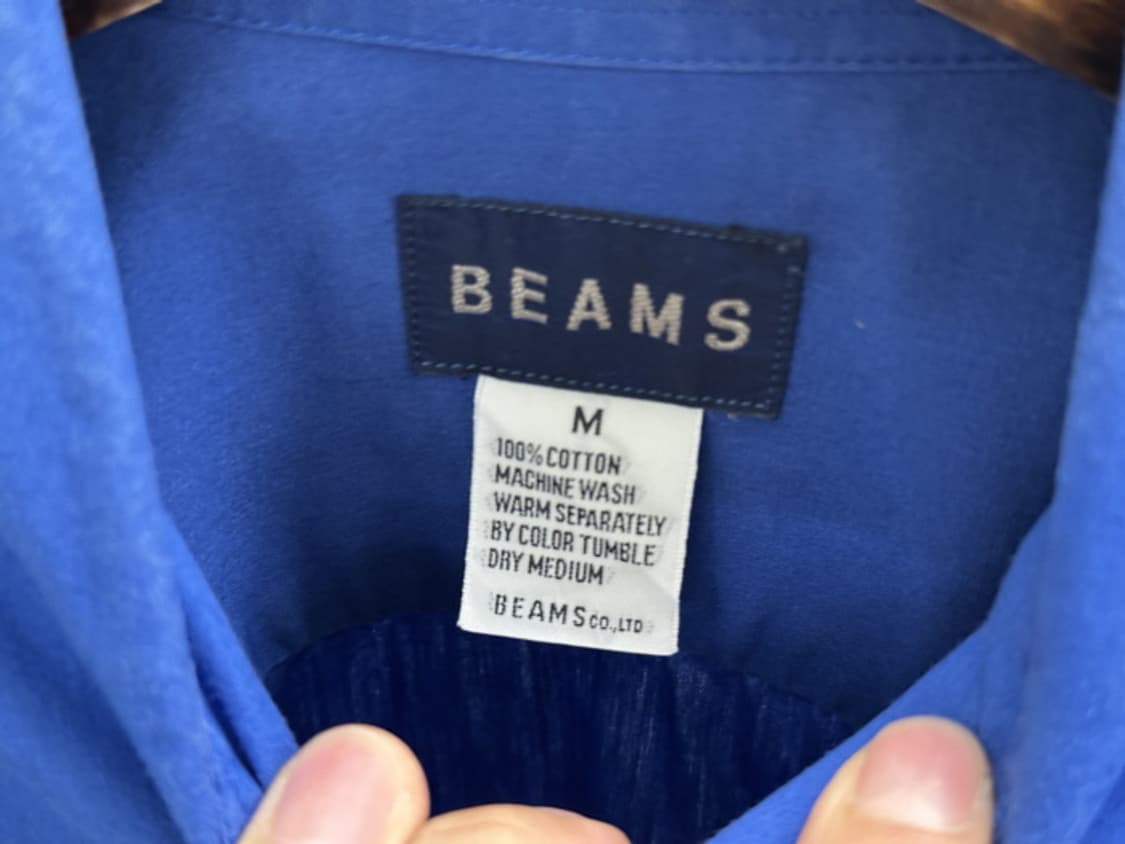 BEAMS
M
100% COTTON
MACHINE WASH
WARM SEPARATELY
BY COLOR TUMBLE
DRY MEDIUM
BEAMS CO.,LTD